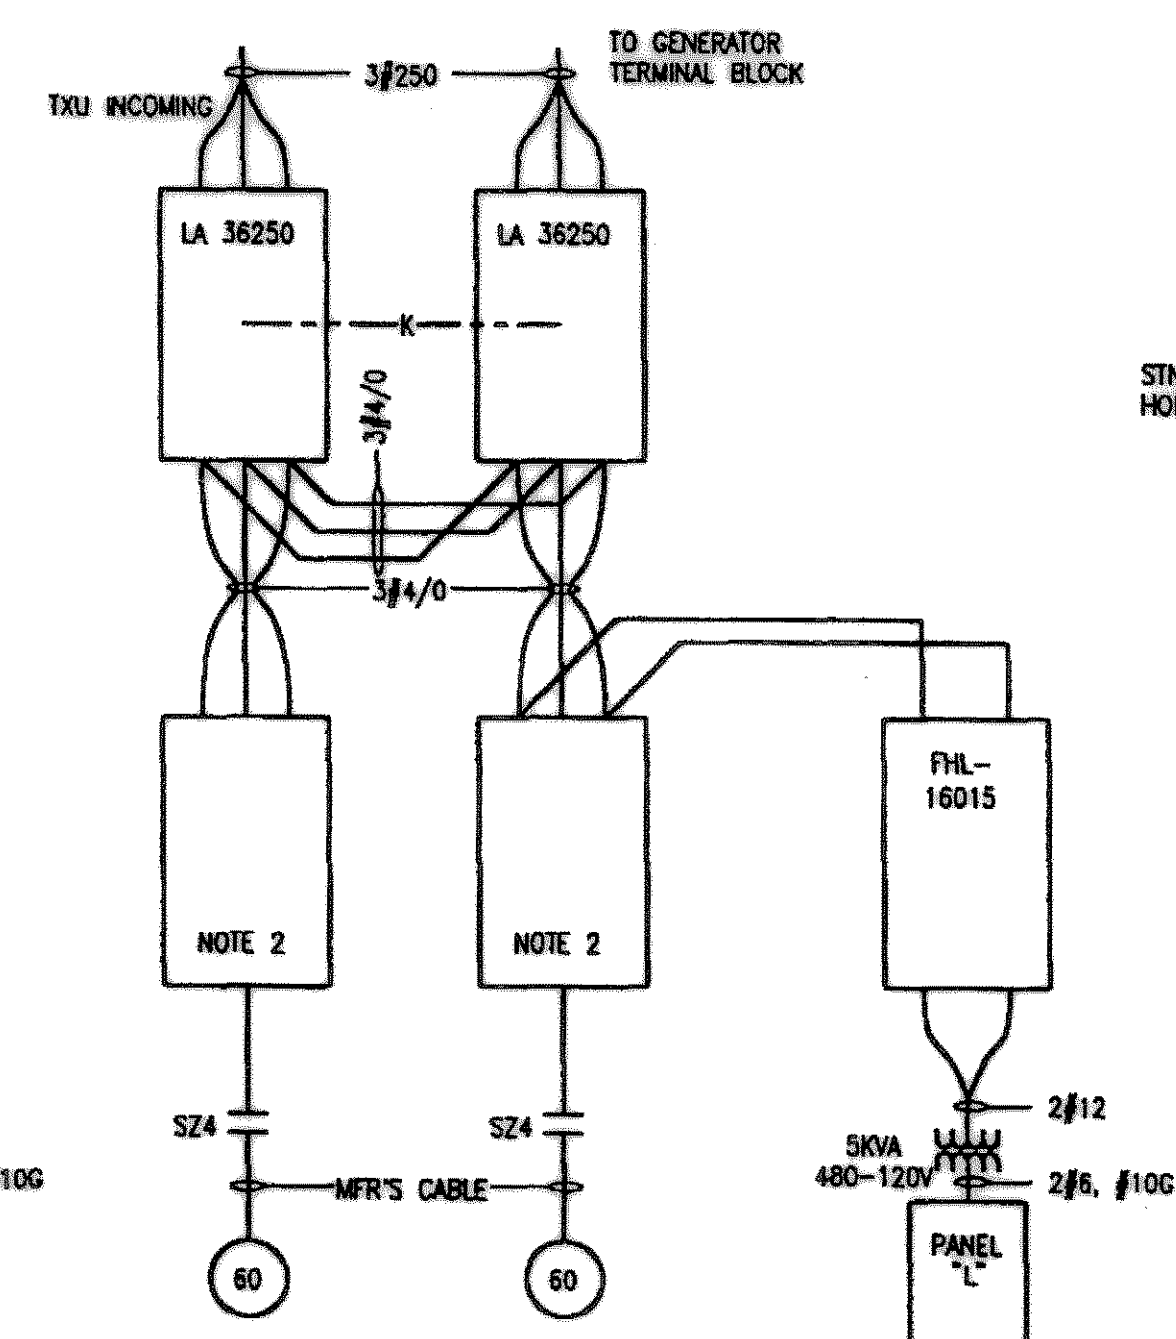 TO GENERATOR
TERMINAL BLOCK
3#250
TXU INCOMING
LA 36250
LA 36250
K
3#4/0
STN
HO
3#4/0
FHL-
16015
NOTE 2
NOTE 2
2#12
SZ4
SZ4
5KVA
480-120V
10G
MFR'S CABLE
2#6, #10G
PANEL
"L"
60
60